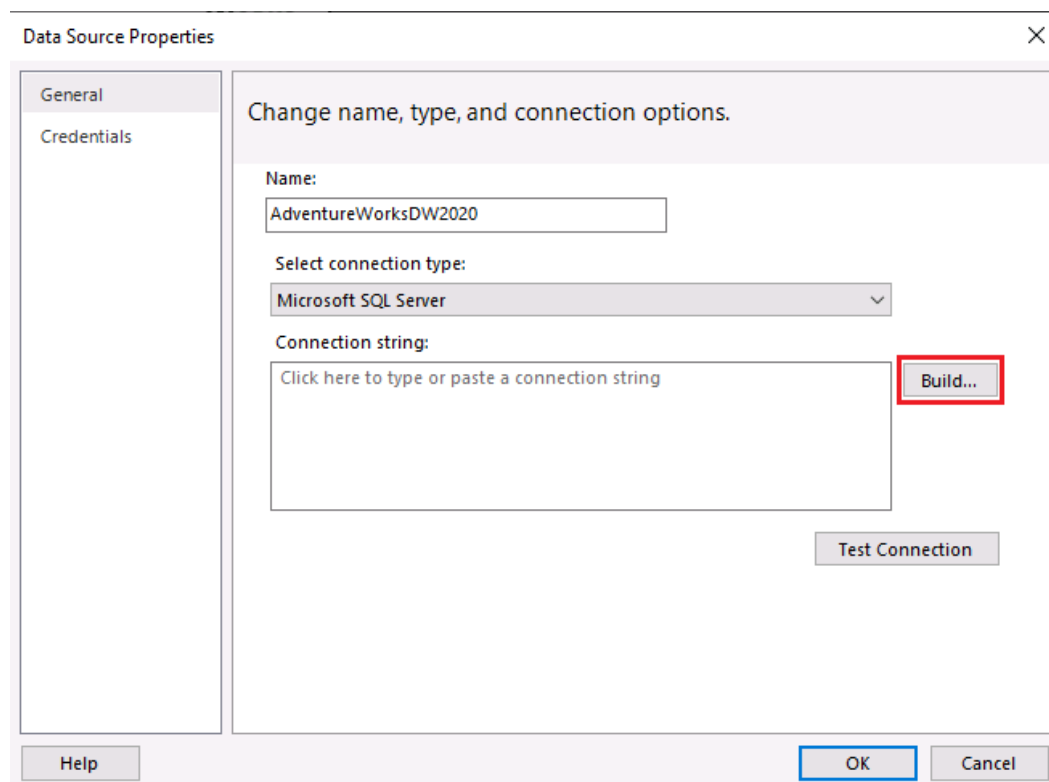 Data Source Properties
General
Credentials
Change name, type, and connection options.
Name:
AdventureWorksDW2020
Select connection type:
Microsoft SQL Server
Connection string:
Click here to type or paste a connection string
Build...
Test Connection
Help
OK
Cancel